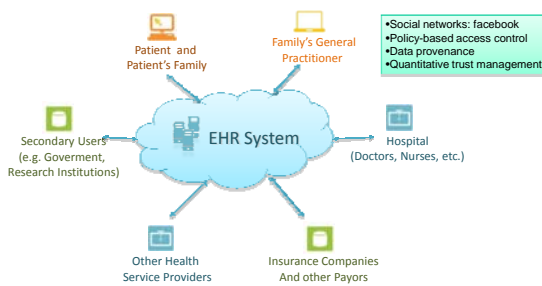 Patient and
Patient's Family
Family's General
Practitioner
•Social networks: facebook
•Policy-based access control
•Data provenance
•Quantitative trust management
Secondary Users
(e.g. Goverment,
Research Institutions)
EHR System
Hospital
(Doctors, Nurses, etc.)
Other Health
Service Providers
Insurance Companies
And other Payors